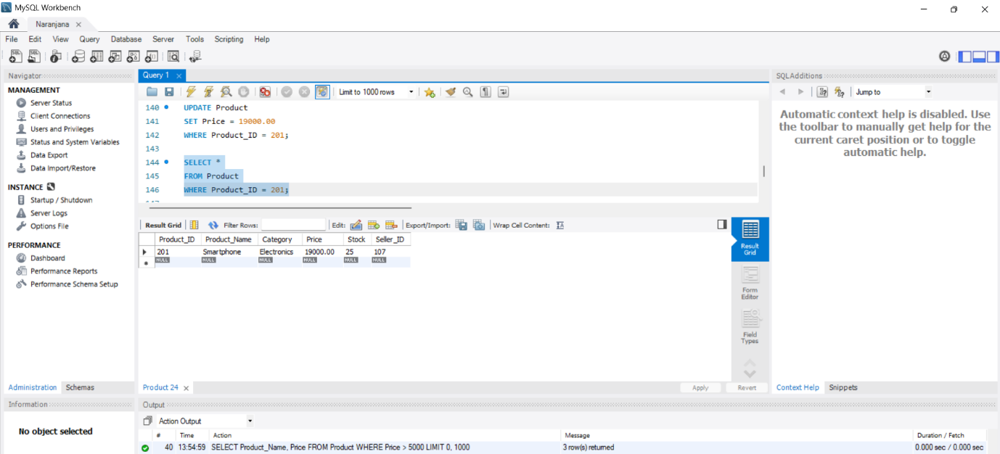 MySQL Workbench
Naranjana
File Edit View Query Database Server Tools Scripting Help
Navigator
MANAGEMENT
Server Status
Client Connections
Users and Privileges
Status and System Variables
Data Export
Data Import/Restore
INSTANCE
Startup / Shutdown
Server Logs
Options File
PERFORMANCE
Dashboard
Performance Reports
Performance Schema Setup
Administration Schemas
Information
No object selected
Query 1
Limit to 1000 rows
140 UPDATE Product
141 SET Price = 19000.00
142 WHERE Product_ID = 201;
143
144 SELECT *
145 FROM Product
146 WHERE Product_ID = 201;
Result Grid Filter Rows: Edit: Export/Import: Wrap Cell Content:
Product_ID Product_Name Category Price Stock Seller_ID
201 Smartphone Electronics 19000.00 25 107
NULL NULL NULL NULL NULL NULL
Result
Grid
Form
Editor
Field
Types
Product 24 Apply Revert
Output
Action Output
# Time Action Message Duration / Fetch
40 13:54:59 SELECT Product_Name, Price FROM Product WHERE Price > 5000 LIMIT 0, 1000 3 row(s) returned 0.000 sec / 0.000 sec
SQLAdditions
Jump to
Automatic context help is disabled. Use
the toolbar to manually get help for the
current caret position or to toggle
automatic help.
Context Help Snippets